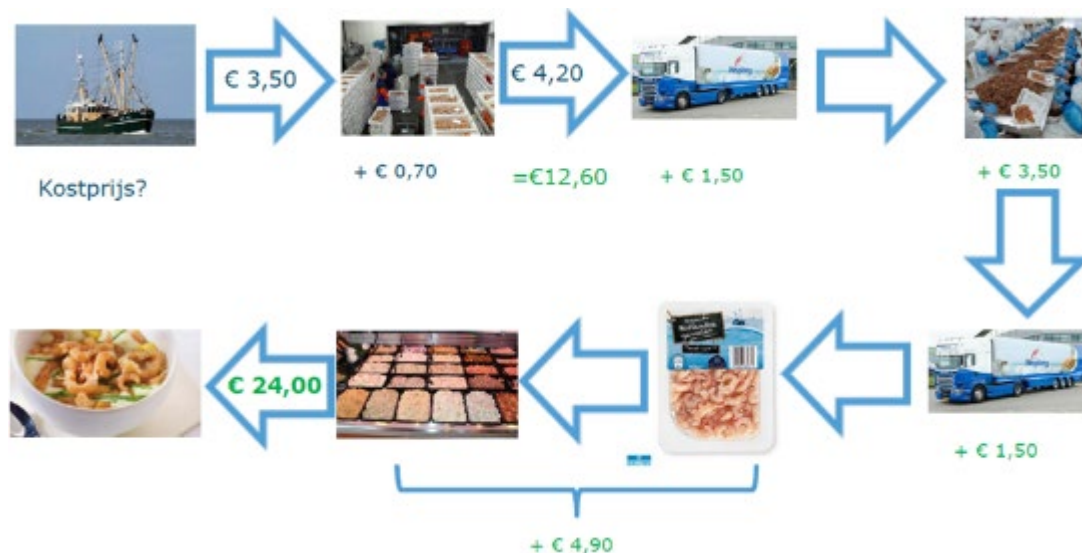 € 3,50
€ 4,20
Kostprijs?
+ € 0,70
=€12,60
+ € 1,50
+ € 3,50
€ 24,00
+ € 1,50
+ € 4,90